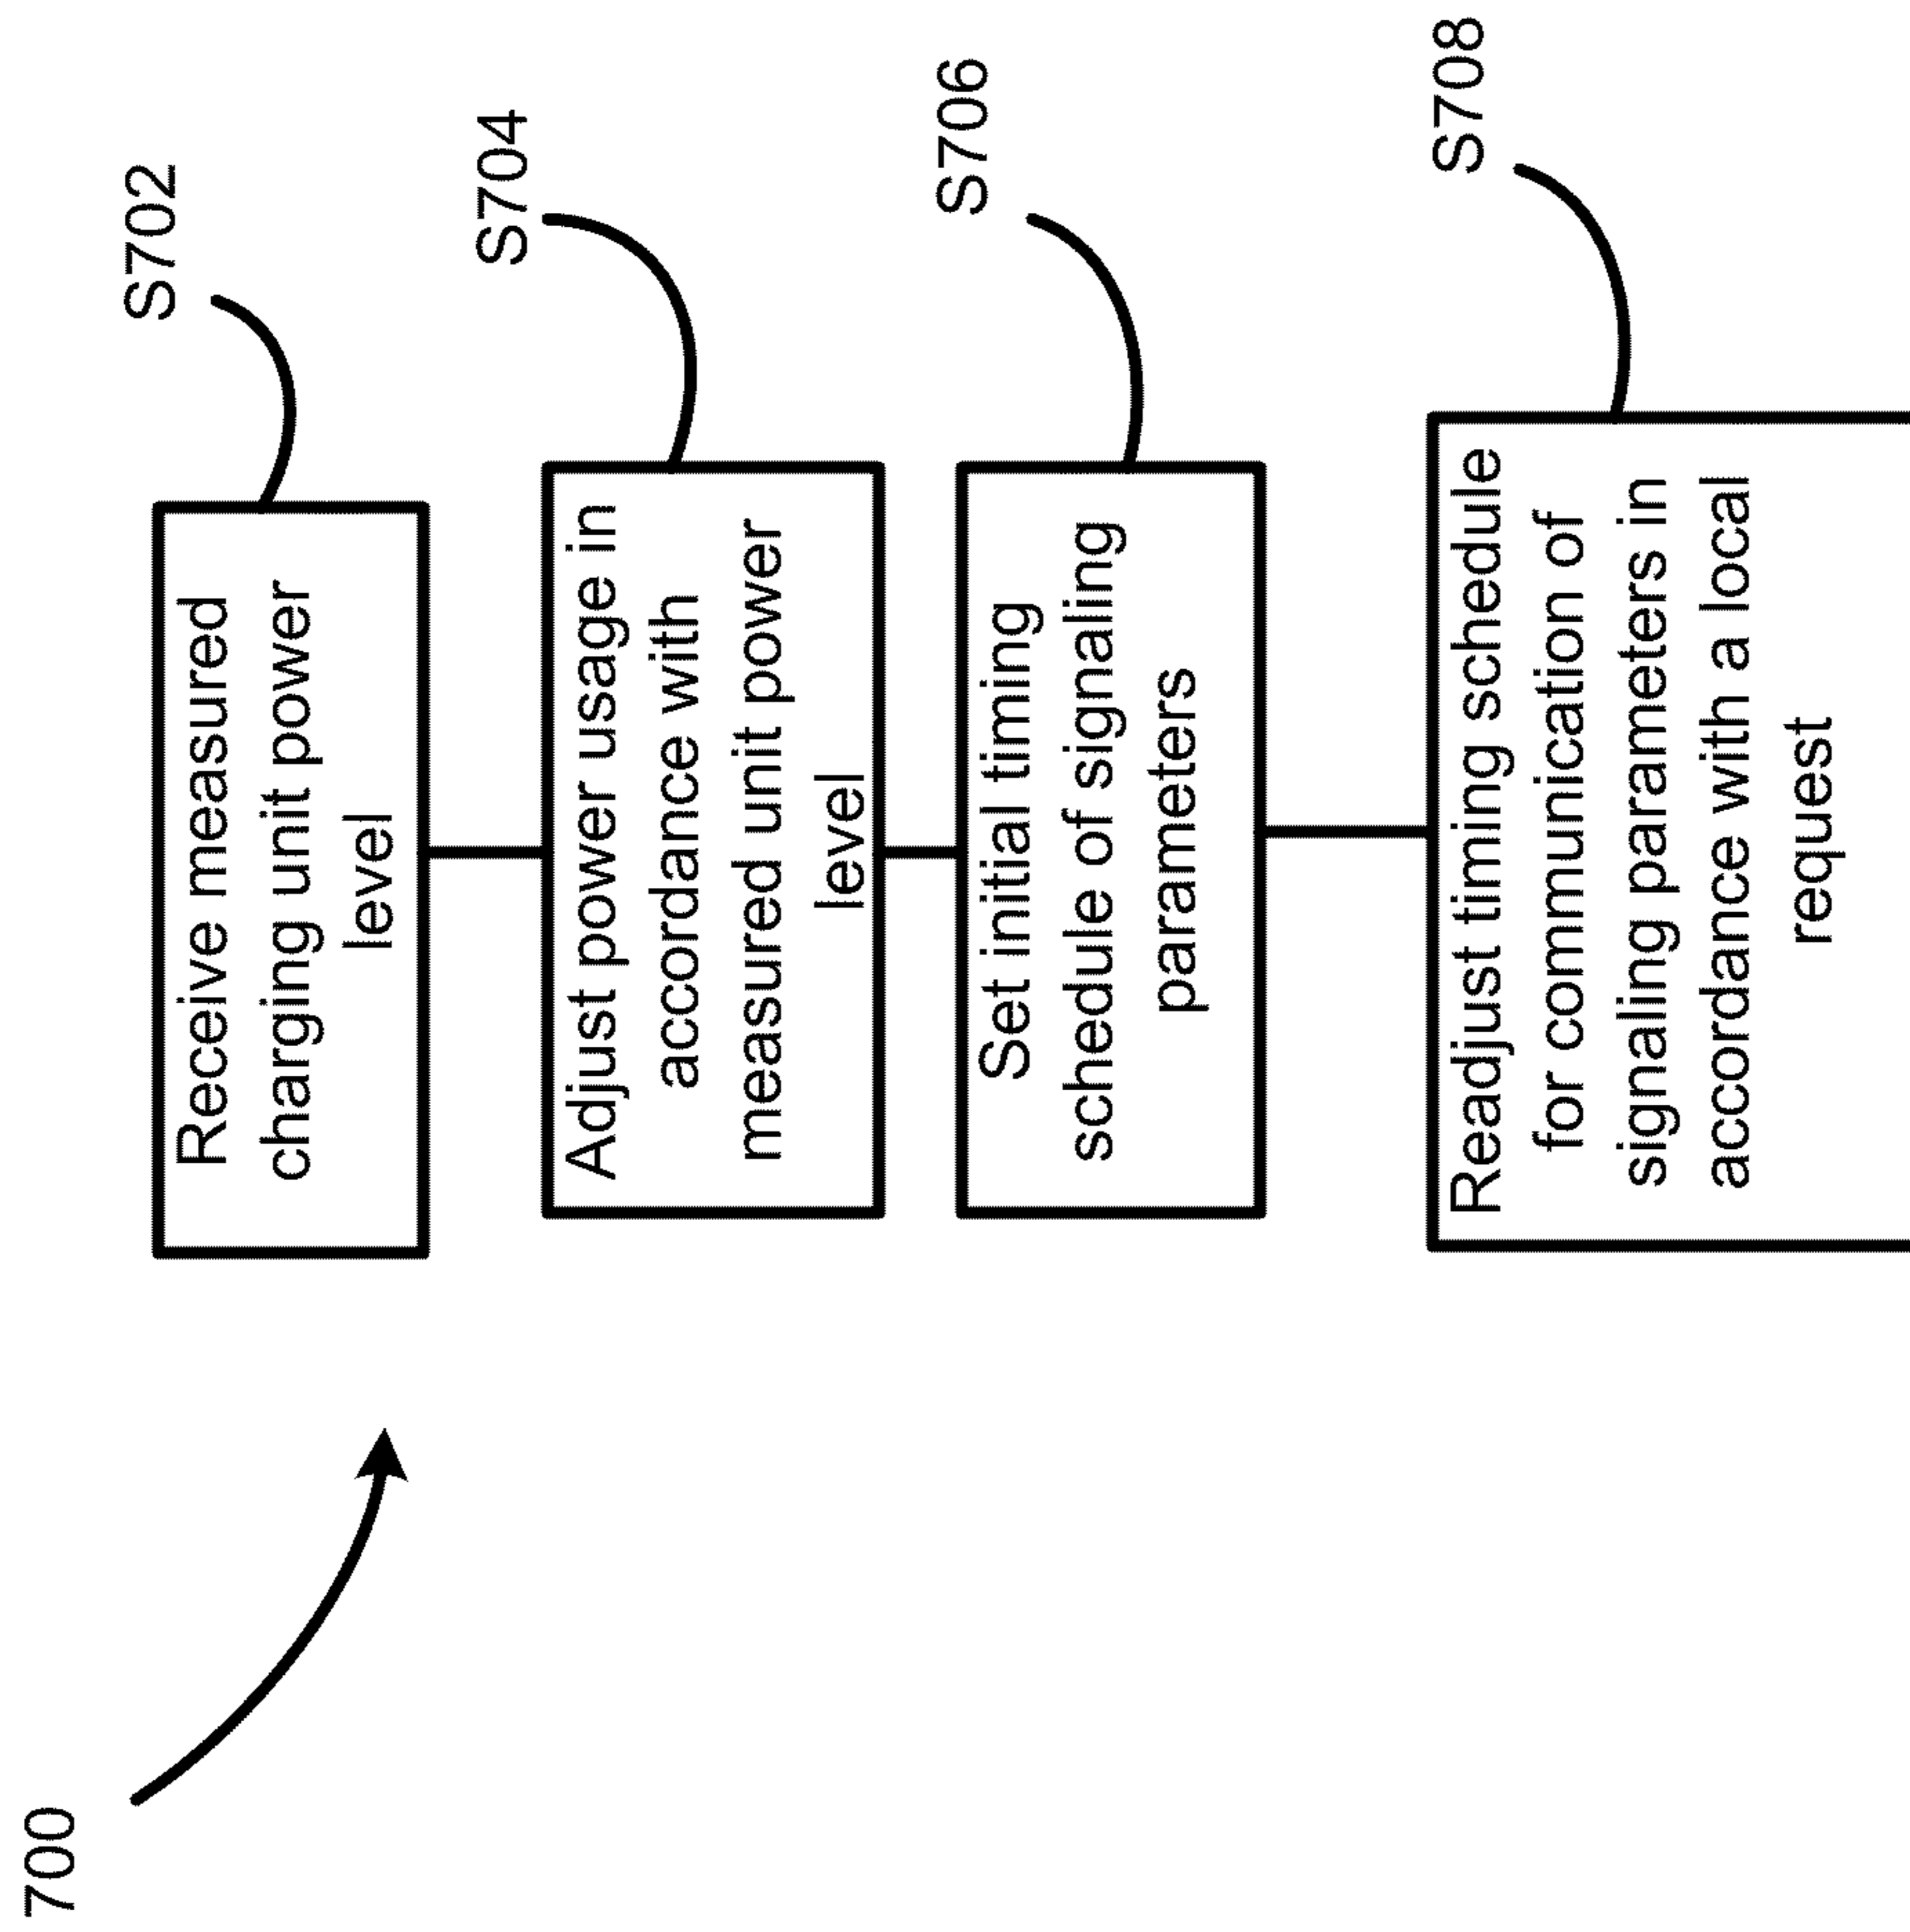 700
S702
Receive measured
charging unit power
level
S704
Adjust power usage in
accordance with
measured unit power
level
S706
Set initial timing
schedule of signaling
parameters
S708
Readjust timing schedule
for communication of
signaling parameters in
accordance with a local
request